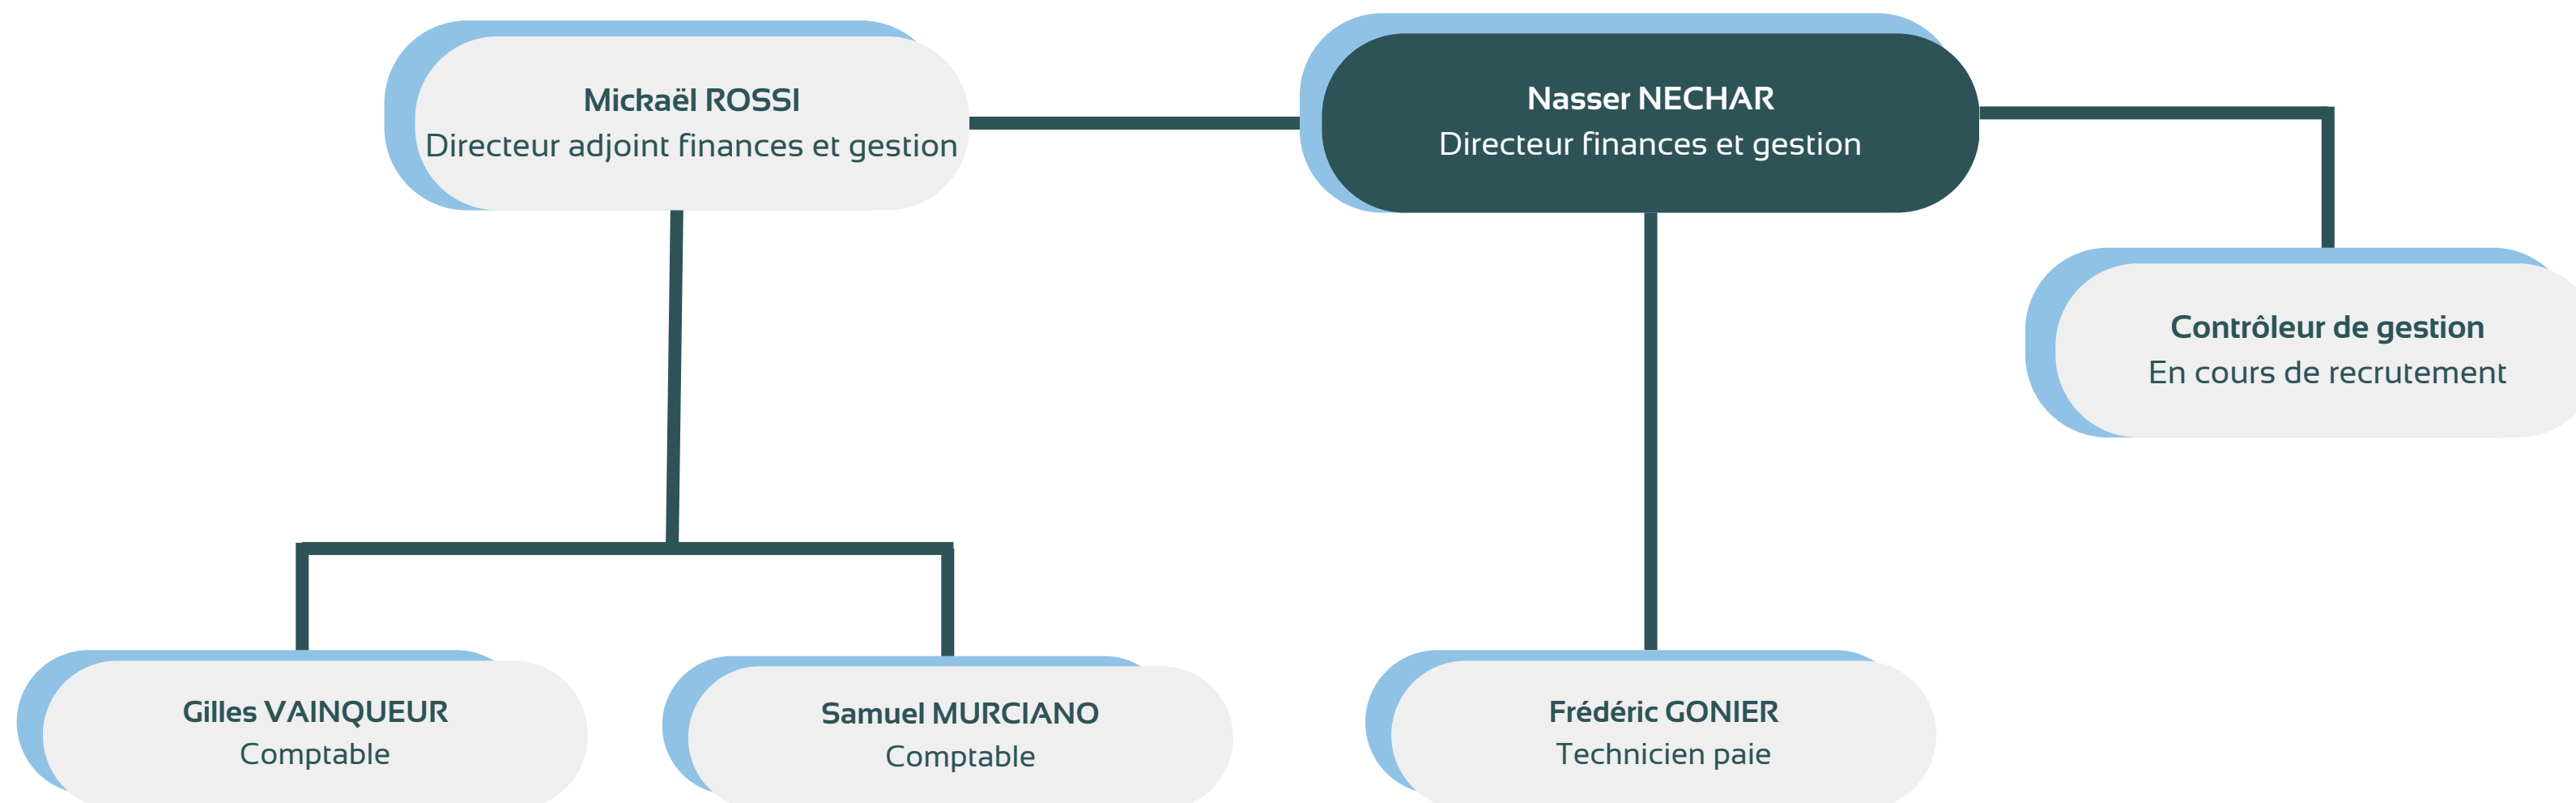 Mickaël ROSSI
Directeur adjoint finances et gestion
Nasser NECHAR
Directeur finances et gestion
Contrôleur de gestion
En cours de recrutement
Gilles VAINQUEUR
Comptable
Samuel MURCIANO
Comptable
Frédéric GONIER
Technicien paie